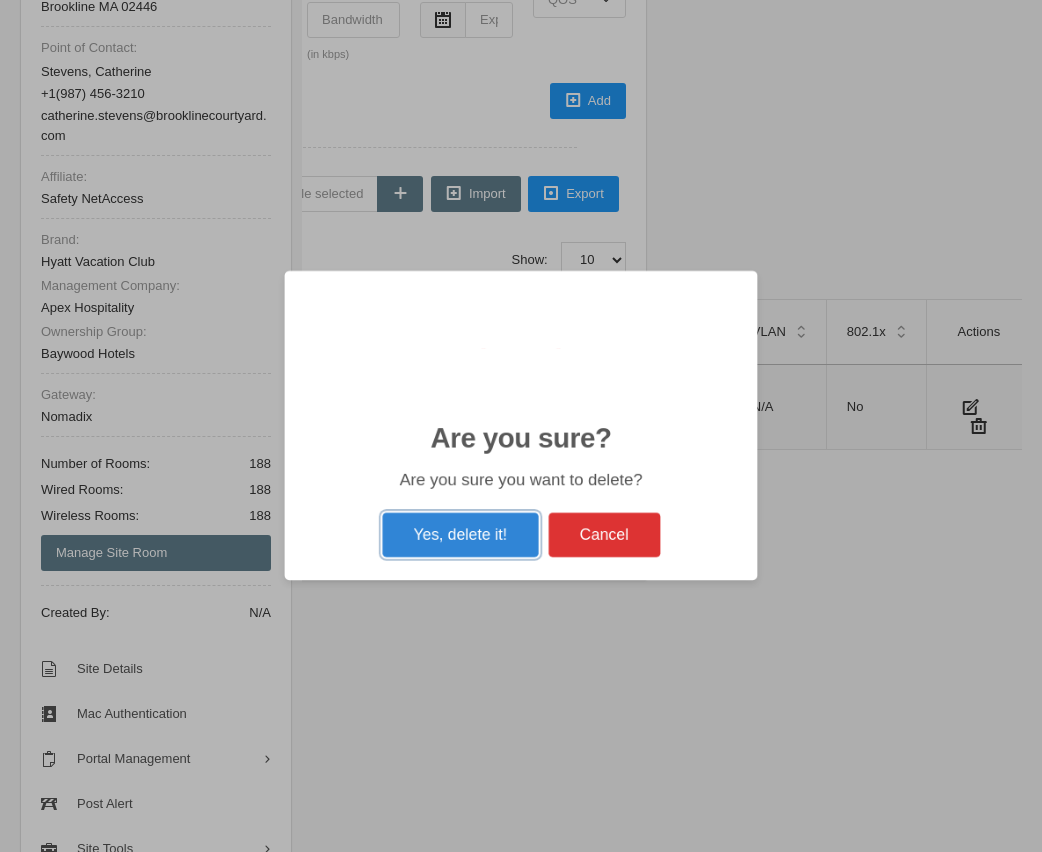 Brookline MA 02446
Point of Contact:
Stevens, Catherine
+1(987) 456-3210
catherine.stevens@brooklinecourtyard.
com
Affiliate:
Safety NetAccess
Brand:
Hyatt Vacation Club
Management Company:
Apex Hospitality
Ownership Group:
Baywood Hotels
Gateway:
Nomadix
Number of Rooms: 188
Wired Rooms: 188
Wireless Rooms: 188
Manage Site Room
Created By: N/A
Site Details
Mac Authentication
Portal Management
Post Alert
Site Tools
Bandwidth
(in kbps)
QOS
Add
selected
Import
Export
Show: 10
VLAN 802.1x Actions
N/A No
Are you sure?
Are you sure you want to delete?
Yes, delete it! Cancel